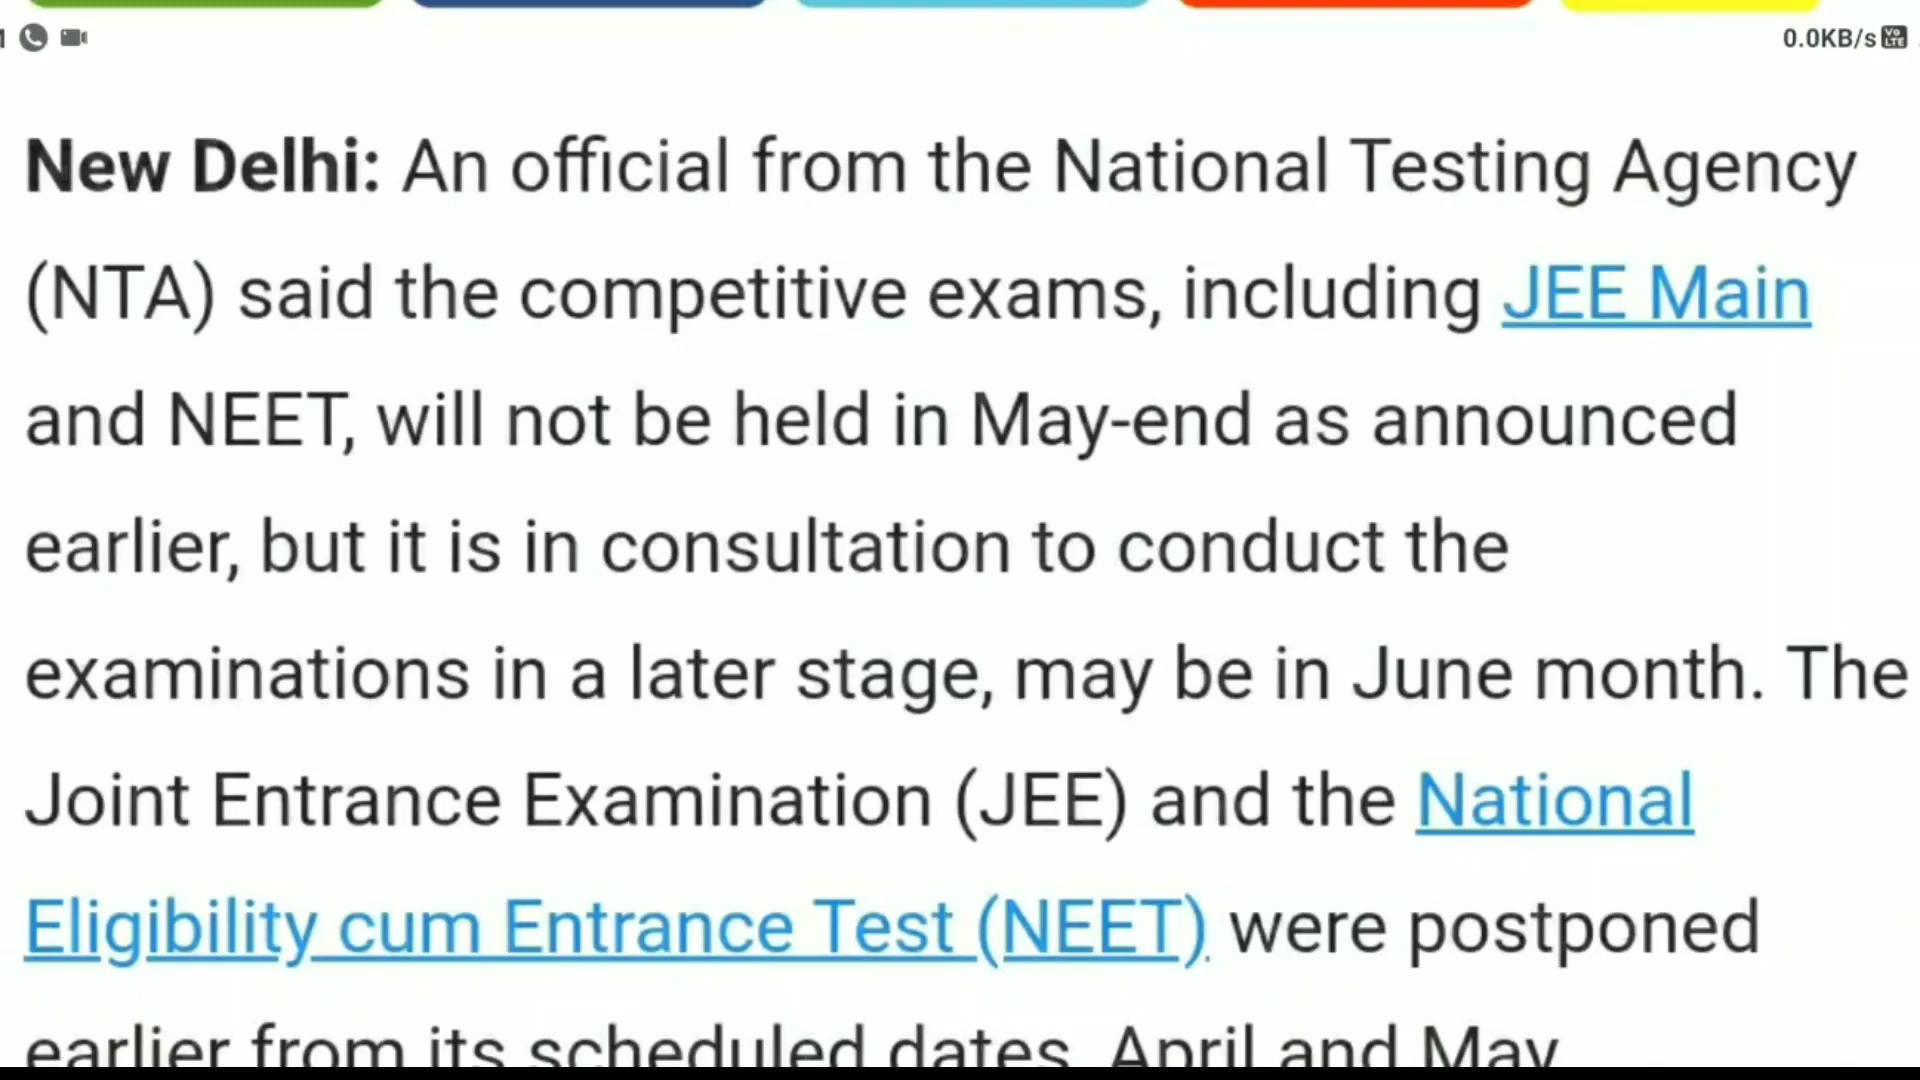 0.0KB/s Vo LTE
New Delhi: An official from the National Testing Agency
(NTA) said the competitive exams, including JEE Main
and NEET, will not be held in May-end as announced
earlier, but it is in consultation to conduct the
examinations in a later stage, may be in June month. The
Joint Entrance Examination (JEE) and the National
Eligibility cum Entrance Test (NEET) were postponed
earlier from its scheduled dates, April and May